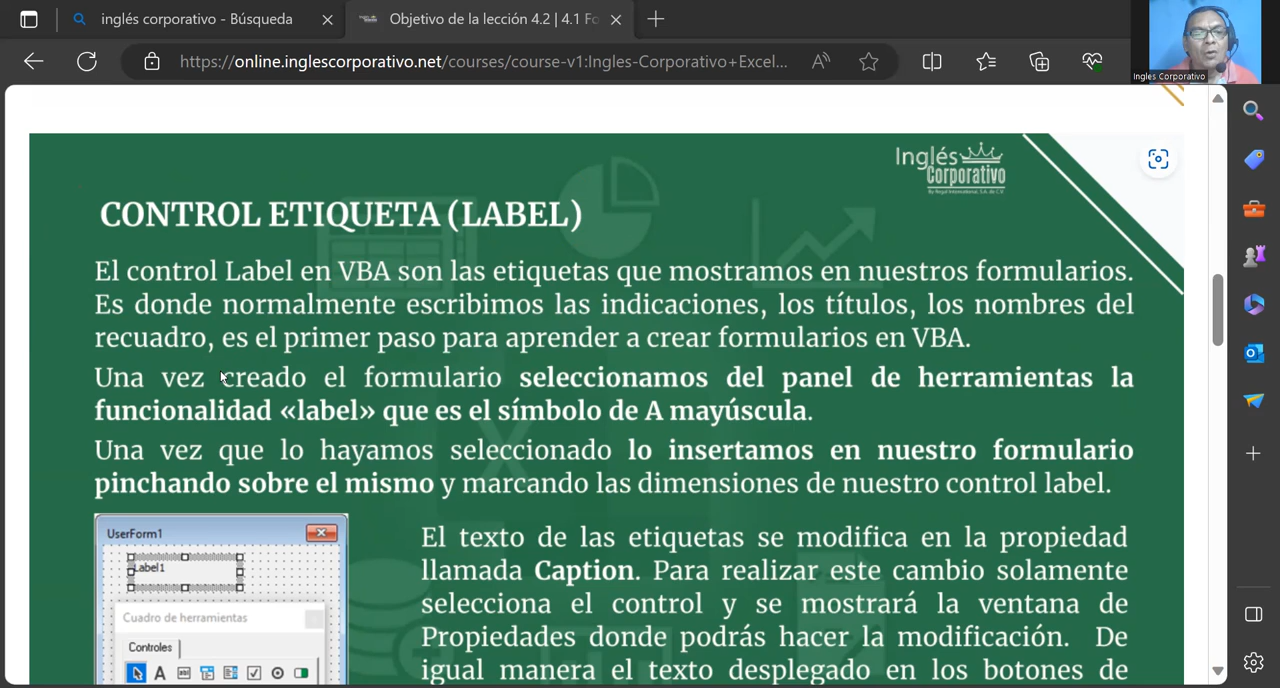 inglés corporativo - Búsqueda
Objetivo de la lección 4.2 | 4.1 Fo
https://online.inglescorporativo.net/courses/course-v1:Ingles-Corporativo+Excel...
Ingles Corporativo
Inglés
Corporativo
By Regal International, S.A. de C.V.
CONTROL ETIQUETA (LABEL)
El control Label en VBA son las etiquetas que mostramos en nuestros formularios.
Es donde normalmente escribimos las indicaciones, los títulos, los nombres del
recuadro, es el primer paso para aprender a crear formularios en VBA.
Una vez creado el formulario seleccionamos del panel de herramientas la
funcionalidad «label» que es el símbolo de A mayúscula.
Una vez que lo hayamos seleccionado lo insertamos en nuestro formulario
pinchando sobre el mismo y marcando las dimensiones de nuestro control label.
UserForm1
Label1
Cuadro de herramientas
Controles
A
abl
El texto de las etiquetas se modifica en la propiedad
llamada Caption. Para realizar este cambio solamente
selecciona el control y se mostrará la ventana de
Propiedades donde podrás hacer la modificación. De
igual manera el texto desplegado en los botones de